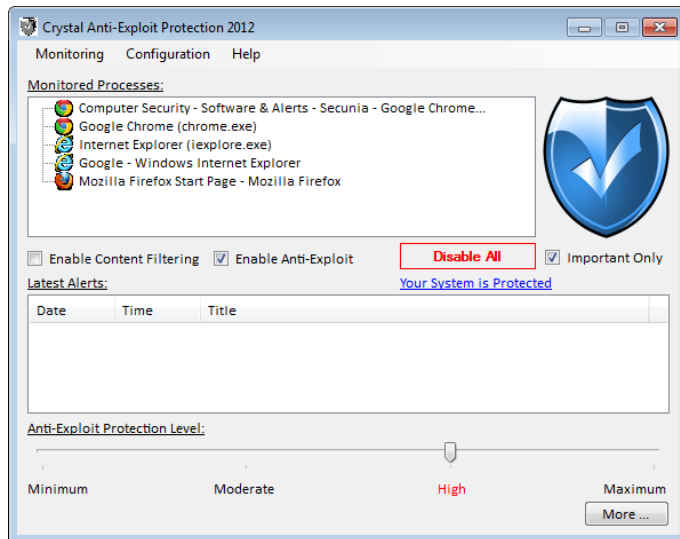 Crystal Anti-Exploit Protection 2012
Monitoring Configuration Help
Monitored Processes:
Computer Security - Software & Alerts - Secunia - Google Chrome...
Google Chrome (chrome.exe)
Internet Explorer (iexplore.exe)
Google - Windows Internet Explorer
Mozilla Firefox Start Page - Mozilla Firefox
Enable Content Filtering Enable Anti-Exploit Disable All Important Only
Latest Alerts: Your System is Protected
Date Time Title
Anti-Exploit Protection Level:
Minimum Moderate High Maximum
More ...